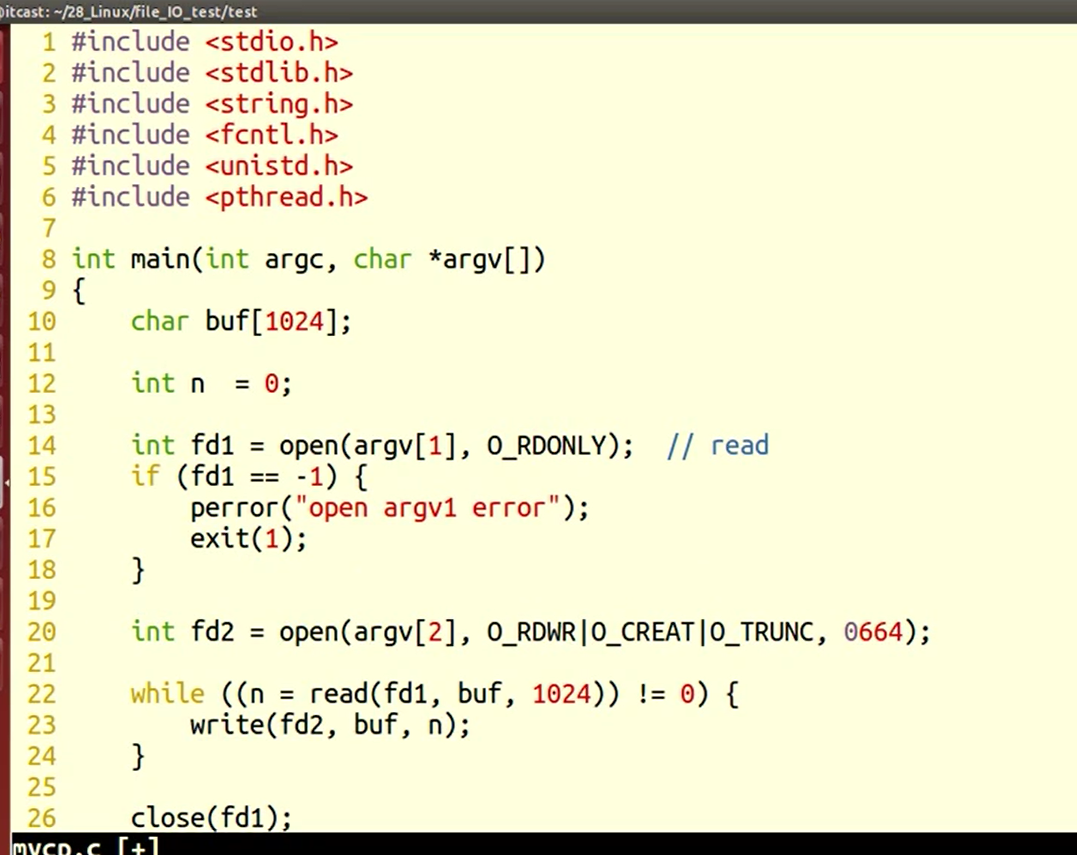 itcast: ~/28_Linux/file_IO_test/test
1 #include <stdio.h>
2 #include <stdlib.h>
3 #include <string.h>
4 #include <fcntl.h>
5 #include <unistd.h>
6 #include <pthread.h>
7
8 int main(int argc, char *argv[])
9 {
10     char buf[1024];
11
12     int n  = 0;
13
14     int fd1 = open(argv[1], O_RDONLY);  // read
15     if (fd1 == -1) {
16         perror("open argv1 error");
17         exit(1);
18     }
19
20     int fd2 = open(argv[2], O_RDWR|O_CREAT|O_TRUNC, 0664);
21
22     while ((n = read(fd1, buf, 1024)) != 0) {
23         write(fd2, buf, n);
24     }
25
26     close(fd1);
mycp.c [+]